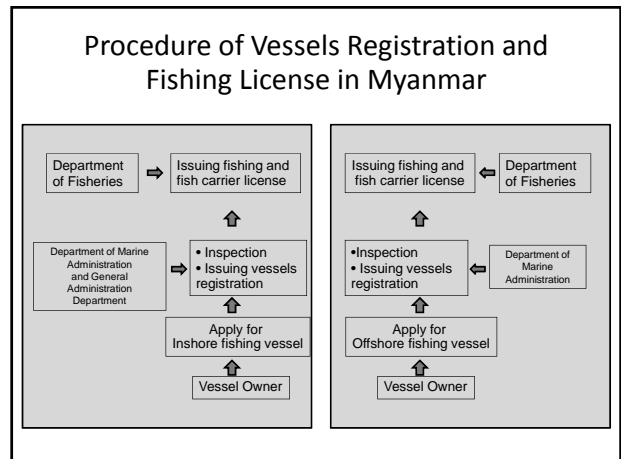 Procedure of Vessels Registration and
Fishing License in Myanmar
Department
of Fisheries
Issuing fishing and
fish carrier license
Department of Marine
Administration
and General
Administration
Department
• Inspection
• Issuing vessels
registration
Apply for
Inshore fishing vessel
Vessel Owner
Issuing fishing and
fish carrier license
Department
of Fisheries
•Inspection
• Issuing vessels
registration
Department of
Marine
Administration
Apply for
Offshore fishing vessel
Vessel Owner